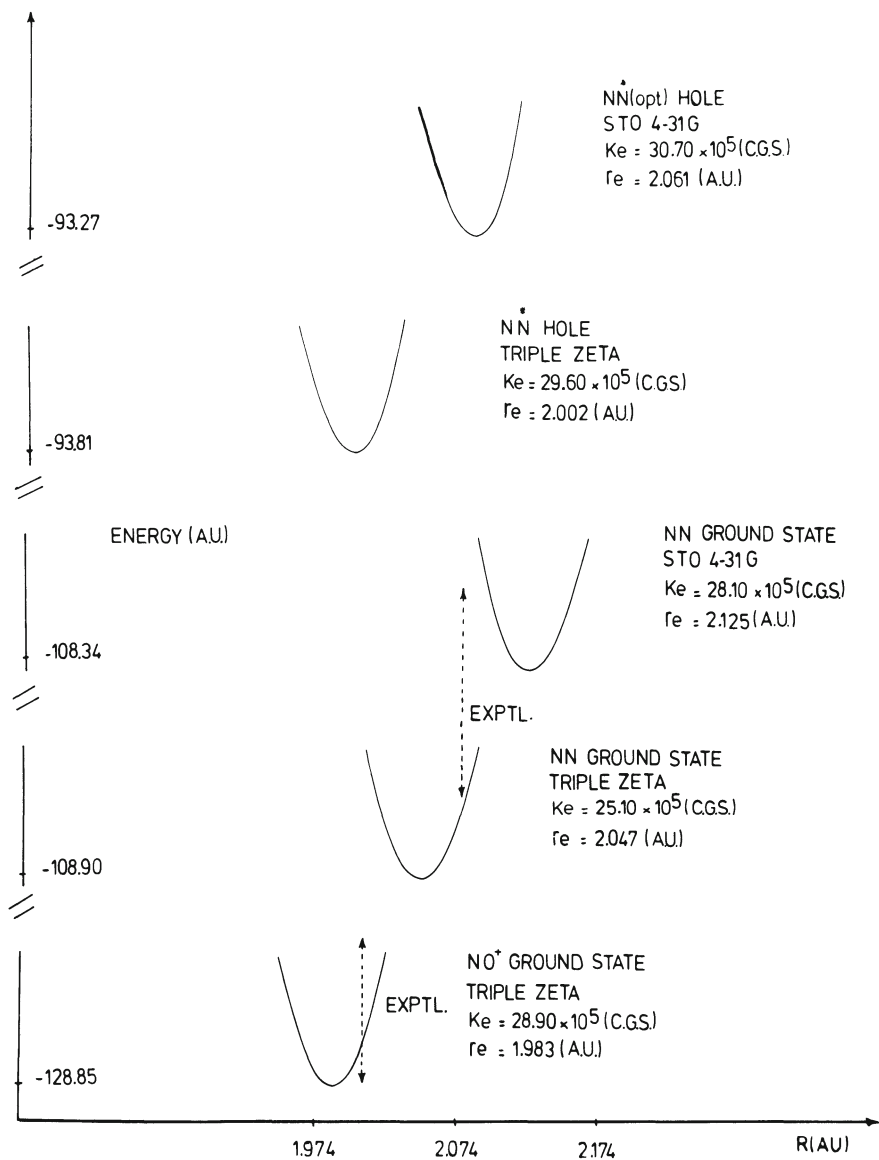 NN*(opt) HOLE
STO 4-31G
Ke = 30.70 × 10⁵ (C.G.S.)
re = 2.061 (A.U.)
-93.27
NN* HOLE
TRIPLE ZETA
Ke = 29.60 × 10⁵ (C.G.S.)
re = 2.002 (A.U.)
-93.81
ENERGY (A.U.)
NN GROUND STATE
STO 4-31G
Ke = 28.10 × 10⁵ (C.G.S.)
re = 2.125 (A.U.)
-108.34
EXPTL.
NN GROUND STATE
TRIPLE ZETA
Ke = 25.10 × 10⁵ (C.G.S.)
re = 2.047 (A.U.)
-108.90
NO⁺ GROUND STATE
TRIPLE ZETA
EXPTL.
Ke = 28.90 × 10⁵ (C.G.S.)
re = 1.983 (A.U.)
-128.85
1.974 2.074 2.174 R(AU)